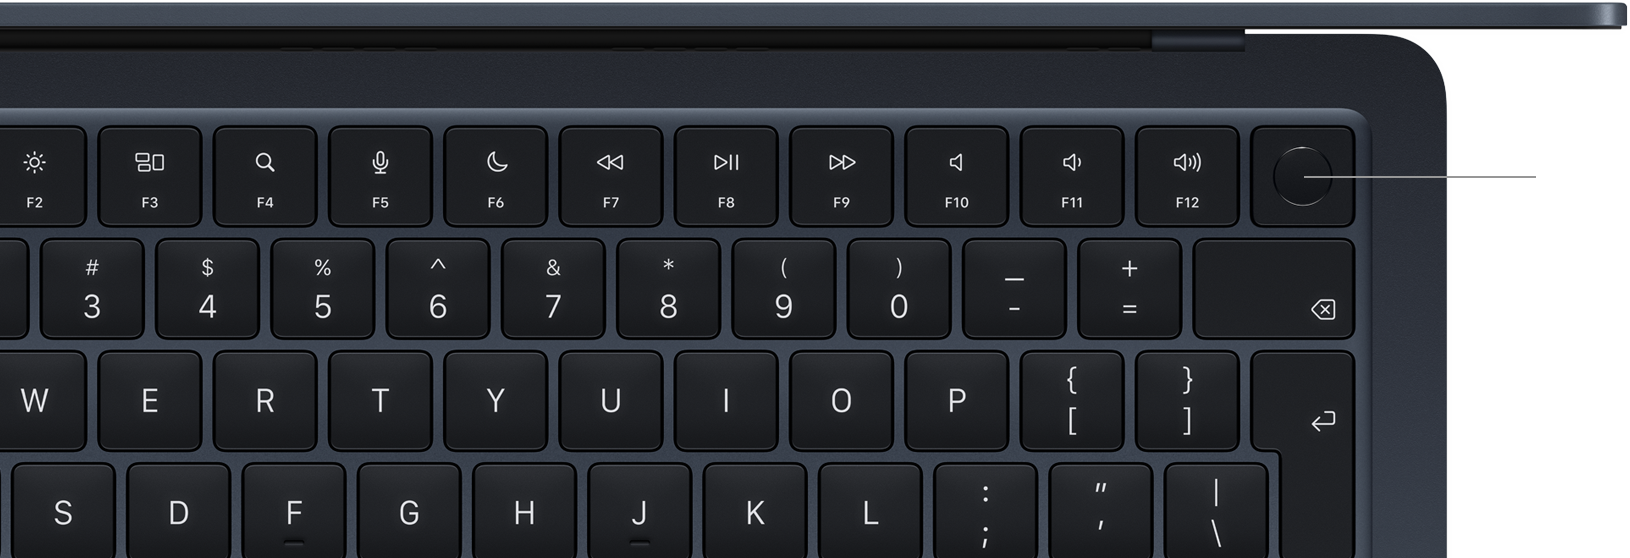 F2 F3 F4 F5 F6 F7 F8 F9 F10 F11 F12
# $ % ^ & * ( ) _ +
3 4 5 6 7 8 9 0 - =
W E R T Y U I O P { }
[ ]
S D F G H J K L : " |
; ' \